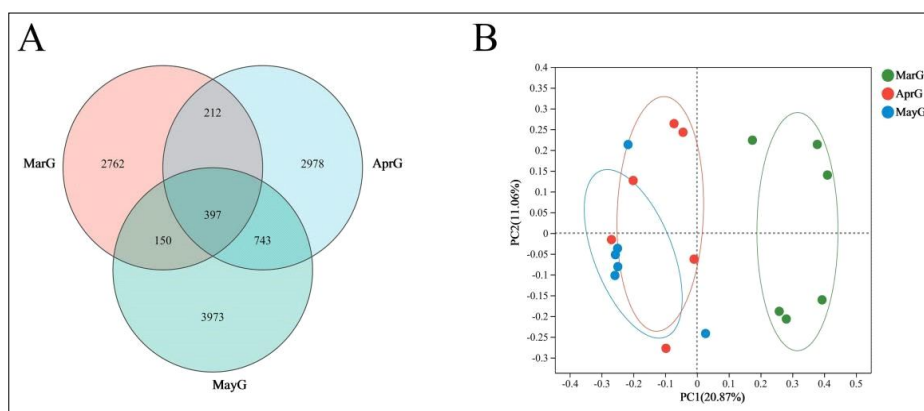 A
212
MarG
2762
2978
AprG
397
150
743
3973
MayG
B
MarG
AprG
MayG
PC2(11.06%)
0.4
0.35
0.3
0.25
0.2
0.15
0.1
0.05
0
-0.05
-0.1
-0.15
-0.2
-0.25
-0.3
-0.4 -0.3 -0.2 -0.1 0 0.1 0.2 0.3 0.4 0.5
PC1(20.87%)